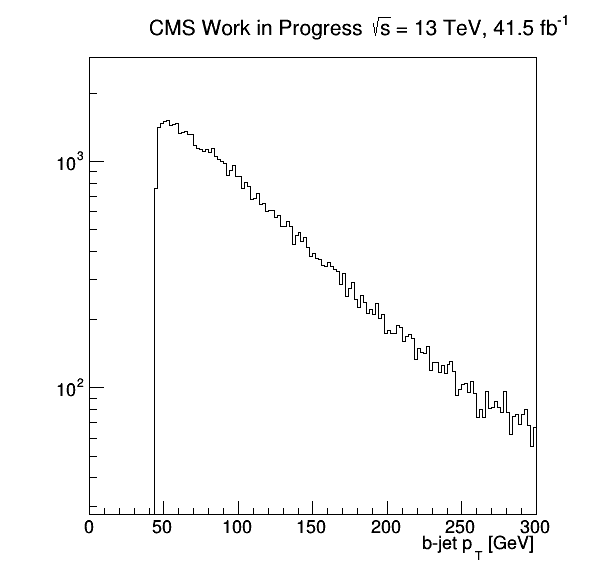 CMS Work in Progress √s = 13 TeV, 41.5 fb⁻¹
10³
10²
0 50 100 150 200 250 300
b-jet p_T [GeV]